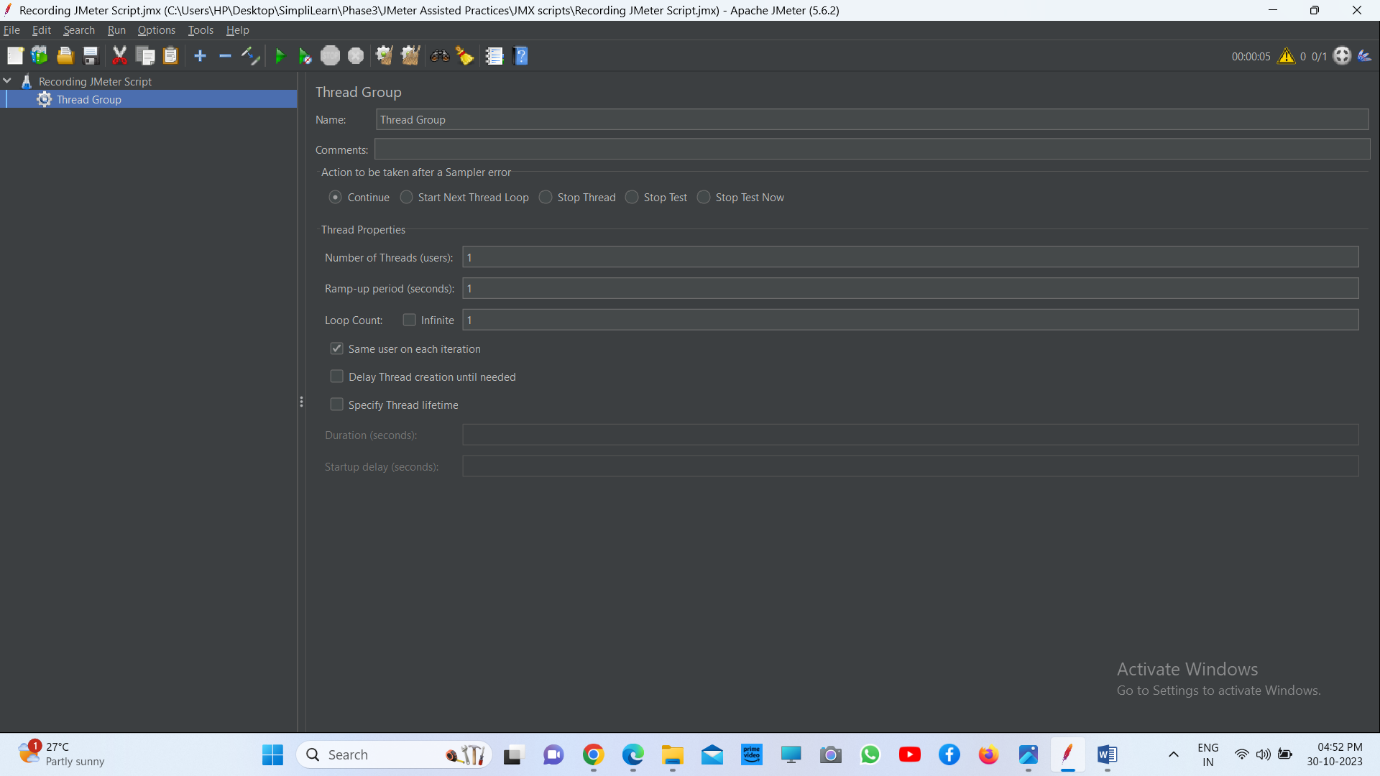 Recording JMeter Script.jmx (C:\Users\HP\Desktop\SimpliLearn\Phase3\JMeter Assisted Practices\JMX scripts\Recording JMeter Script.jmx) - Apache JMeter (5.6.2)
File Edit Search Run Options Tools Help
00:00:05 0 0/1
Recording JMeter Script
Thread Group
Thread Group
Name: Thread Group
Comments:
Action to be taken after a Sampler error
Continue Start Next Thread Loop Stop Thread Stop Test Stop Test Now
Thread Properties
Number of Threads (users): 1
Ramp-up period (seconds): 1
Loop Count: Infinite 1
Same user on each iteration
Delay Thread creation until needed
Specify Thread lifetime
Duration (seconds):
Startup delay (seconds):
Activate Windows
Go to Settings to activate Windows.
1
27°C
Partly sunny
Search
prime video
ENG
IN
04:52 PM
30-10-2023